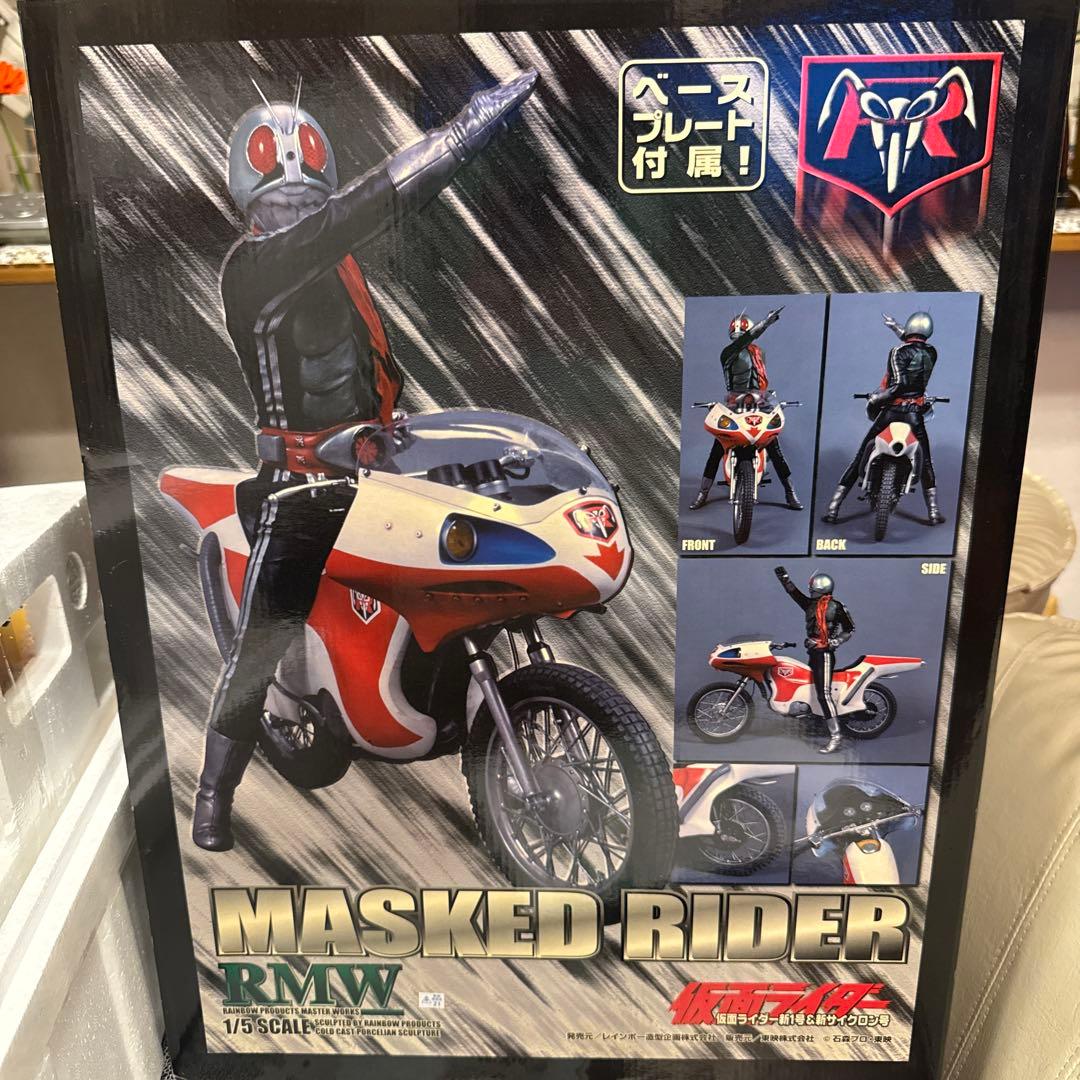 ベース
プレート
付属!
FRONT
BACK
SIDE
MASKED RIDER
RMW
RAINBOW PRODUCTS MASTER WORKS
1/5 SCALE
SCULPTED BY RAINBOW PRODUCTS
COLD CAST PORCELIAN SCULPTURE
仮面ライダー
仮面ライダー新1号&新サイクロン号
発売元/レインボー造型企画株式会社 販売元/東映株式会社 © 石森プロ・東映